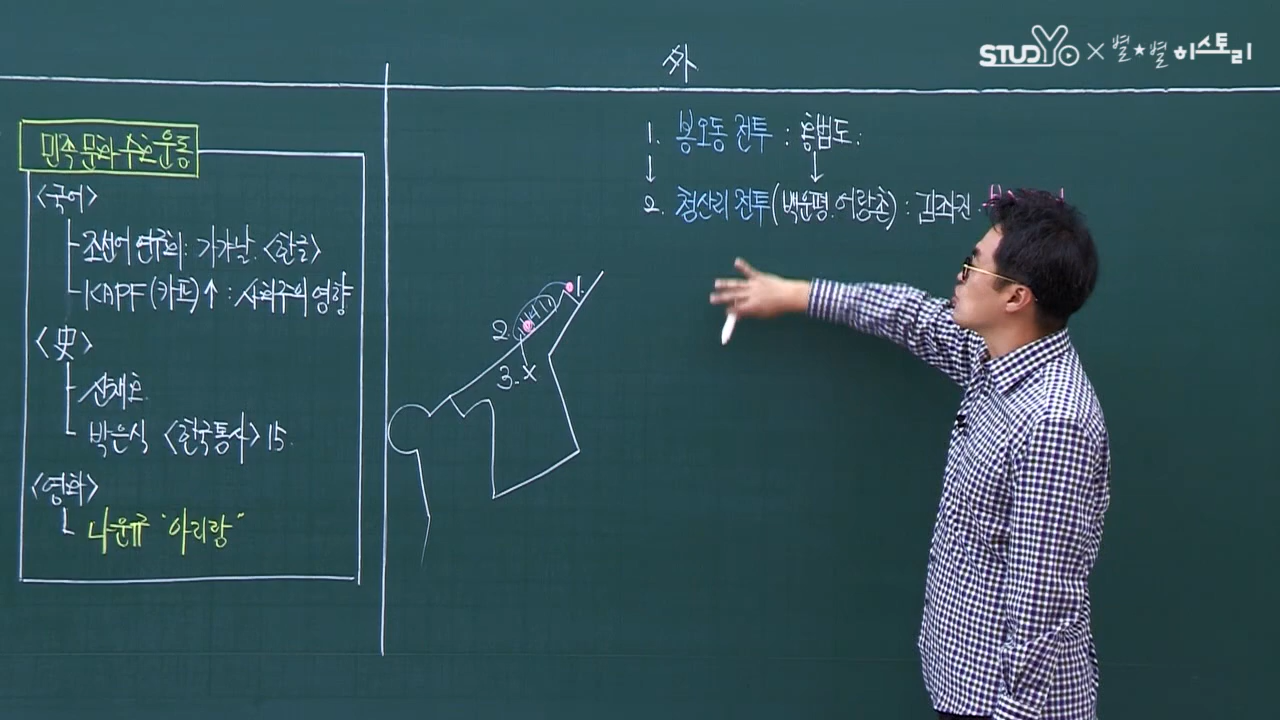 STUDYo × 별★별 히스토리
外
민족 문화 수호 운동
<국어>
조선어 연구회 : 가갸날. <한글>
KAPF (카프) ↑ : 사회주의 영향
<史>
신채호
박은식 <한국통사> 15.
<영화>
나운규 "아리랑"
1. 봉오동 전투 : 홍범도.
↓ ↓
2. 청산리 전투 (백운평. 어랑촌) : 김좌진.
1.
2.
3. x